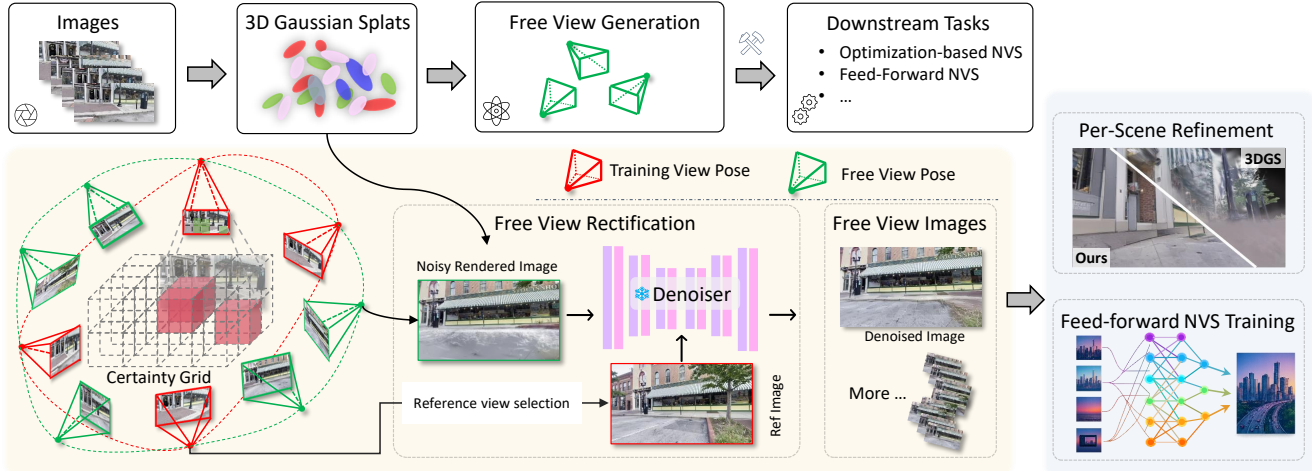 Images
3D Gaussian Splats
Free View Generation
Downstream Tasks
• Optimization-based NVS
• Feed-Forward NVS
• ...
Training View Pose
Free View Pose
Certainty Grid
Free View Rectification
Noisy Rendered Image
Denoiser
Reference view selection
Ref Image
Free View Images
Denoised Image
More ...
Per-Scene Refinement
3DGS
Ours
Feed-forward NVS Training